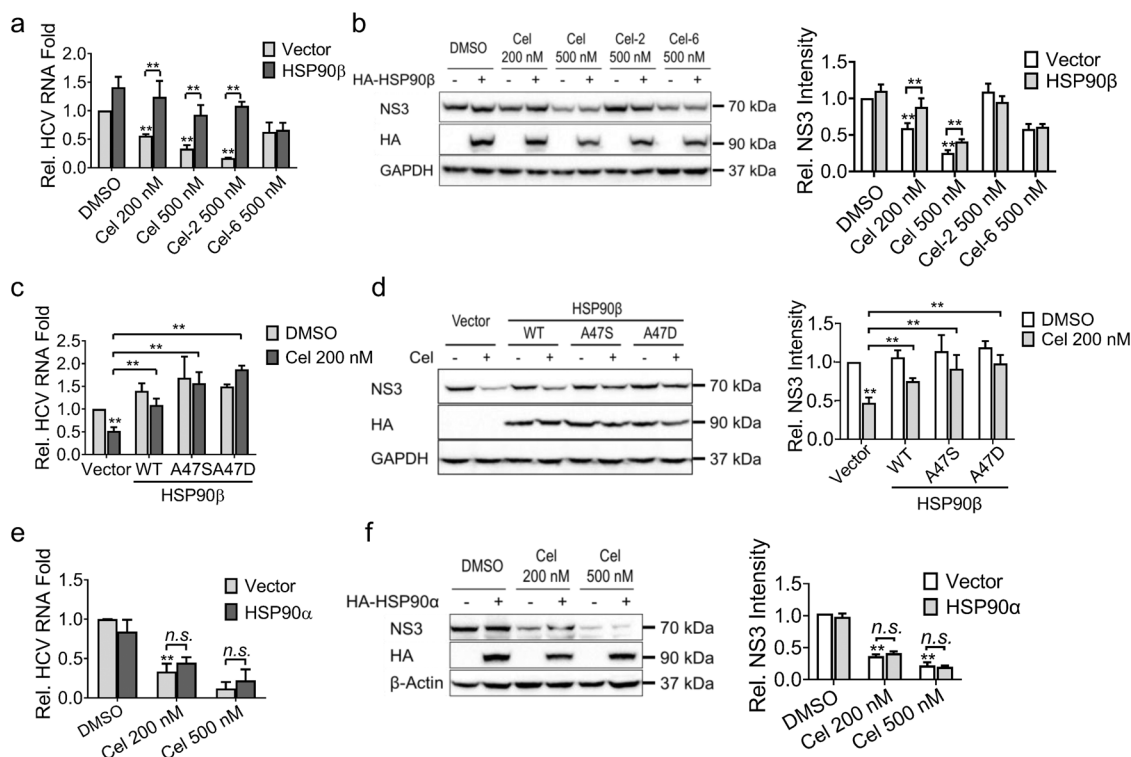 a
Rel. HCV RNA Fold
2.0
1.5
1.0
0.5
0.0
Vector
HSP90β
**
**
**
**
**
**
DMSO
Cel 200 nM
Cel 500 nM
Cel-2 500 nM
Cel-6 500 nM
b
DMSO
Cel 200 nM
Cel 500 nM
Cel-2 500 nM
Cel-6 500 nM
HA-HSP90β - + - + - + - + - +
NS3 70 kDa
HA 90 kDa
GAPDH 37 kDa
Rel. NS3 Intensity
1.5
1.0
0.5
0.0
Vector
HSP90β
**
**
**
**
DMSO
Cel 200 nM
Cel 500 nM
Cel-2 500 nM
Cel-6 500 nM
c
Rel. HCV RNA Fold
2.5
2.0
1.5
1.0
0.5
0.0
DMSO
Cel 200 nM
**
**
**
**
Vector WT A47S A47D
HSP90β
d
HSP90β
Vector WT A47S A47D
Cel - + - + - + - +
NS3 70 kDa
HA 90 kDa
GAPDH 37 kDa
Rel. NS3 Intensity
1.5
1.0
0.5
0.0
DMSO
Cel 200 nM
**
**
**
**
Vector
WT
A47S
A47D
HSP90β
e
Rel. HCV RNA Fold
1.5
1.0
0.5
0.0
Vector
HSP90α
n.s.
**
n.s.
DMSO
Cel 200 nM
Cel 500 nM
f
DMSO
Cel 200 nM
Cel 500 nM
HA-HSP90α - + - + - +
NS3 70 kDa
HA 90 kDa
β-Actin 37 kDa
Rel. NS3 Intensity
1.5
1.0
0.5
0.0
Vector
HSP90α
n.s.
**
n.s.
**
DMSO
Cel 200 nM
Cel 500 nM